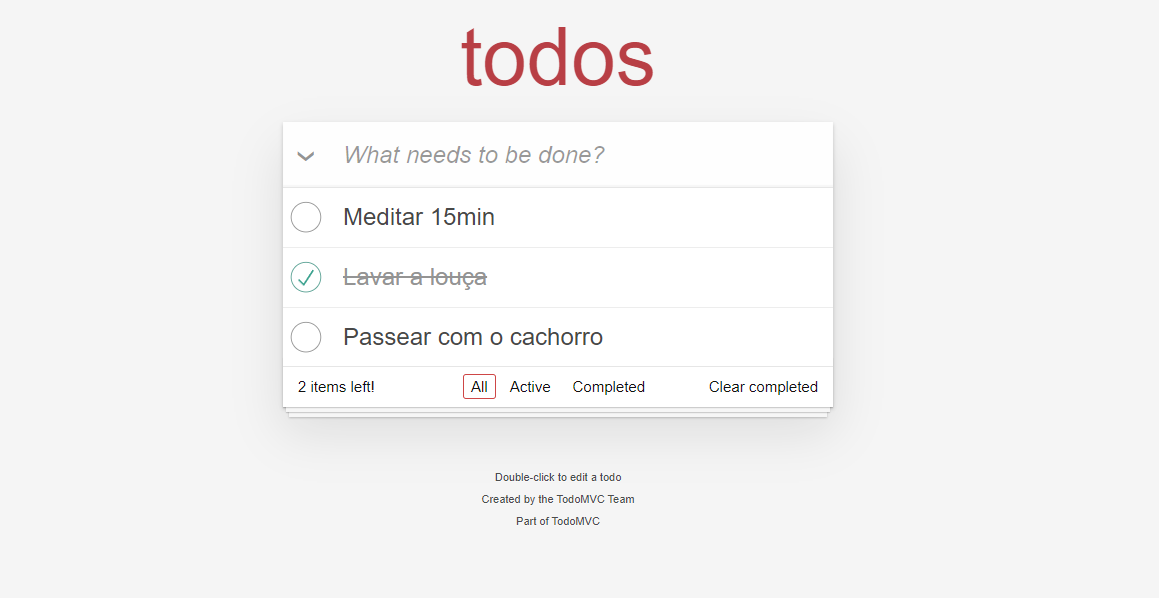 todos
What needs to be done?
Meditar 15min
Lavar a louça
Passear com o cachorro
2 items left! All Active Completed Clear completed
Double-click to edit a todo
Created by the TodoMVC Team
Part of TodoMVC